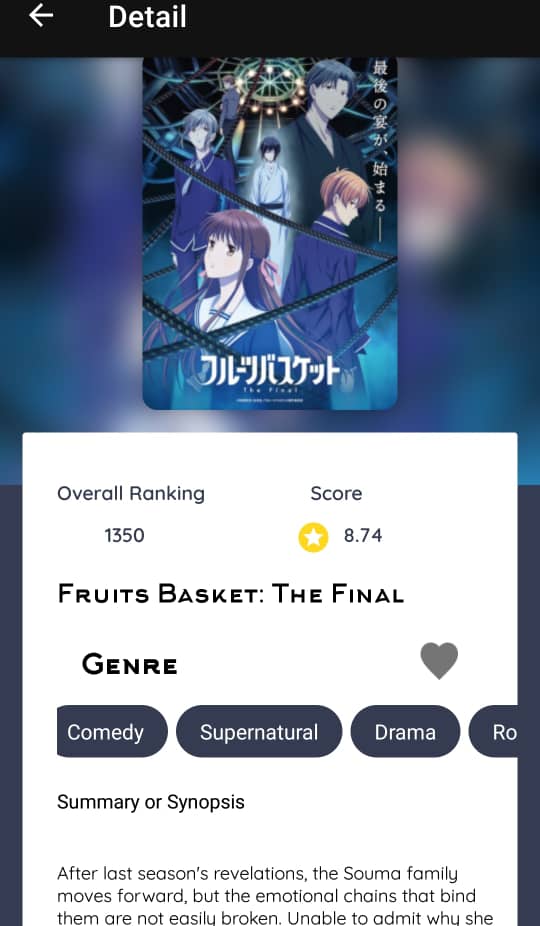 Detail
最後の宴が、始まる──
フルーツバスケット
The Final
Overall Ranking
Score
1350
8.74
Fruits Basket: The Final
Genre
Comedy
Supernatural
Drama
Ro
Summary or Synopsis
After last season's revelations, the Souma family
moves forward, but the emotional chains that bind
them are not easily broken. Unable to admit why she